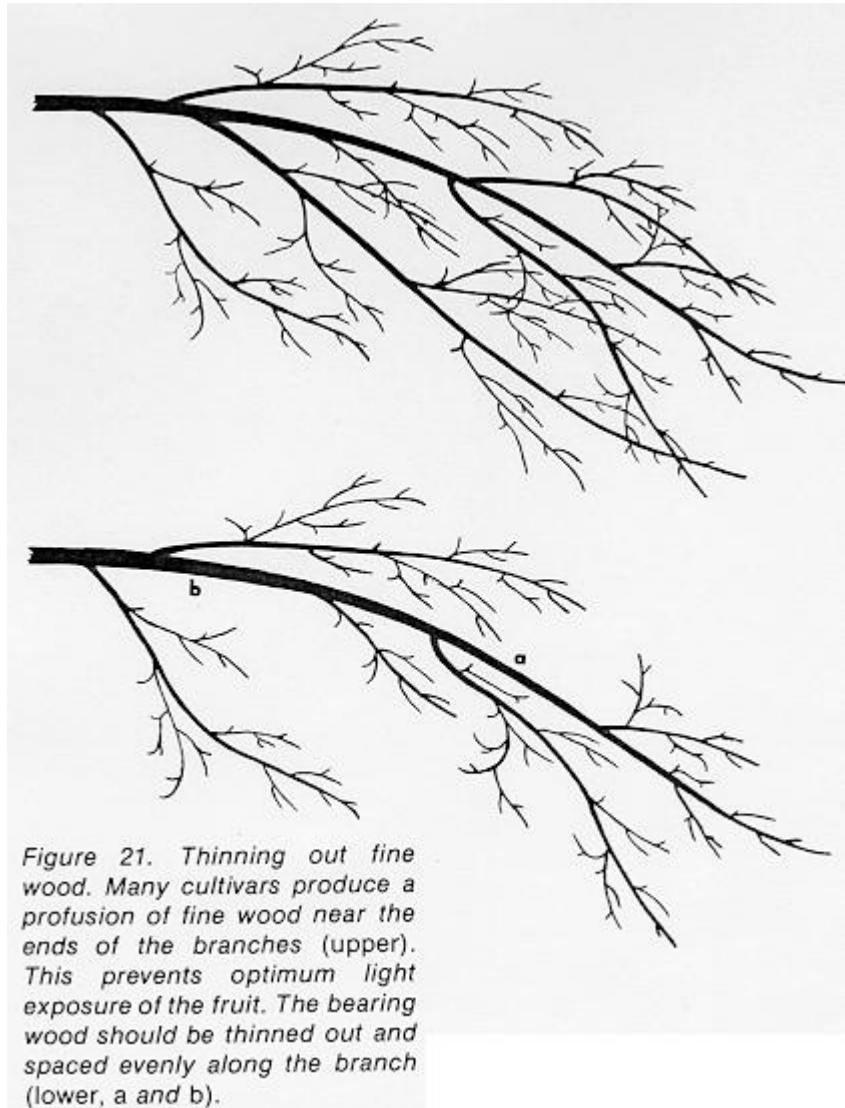 b
a
Figure 21. Thinning out fine
wood. Many cultivars produce a
profusion of fine wood near the
ends of the branches (upper).
This prevents optimum light
exposure of the fruit. The bearing
wood should be thinned out and
spaced evenly along the branch
(lower, a and b).